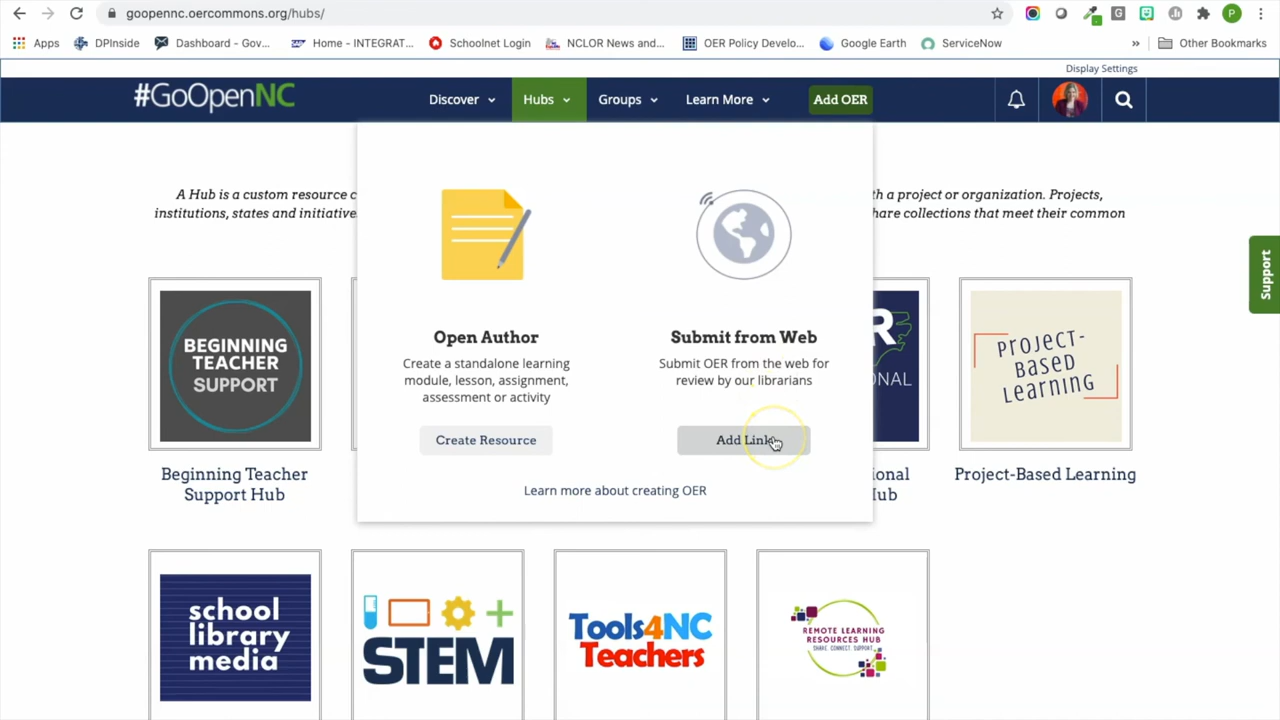 goopennc.oercommons.org/hubs/
P
Apps
DPInside
Dashboard - Gov...
Home - INTEGRAT...
Schoolnet Login
NCLOR News and...
OER Policy Develo...
Google Earth
ServiceNow
»
Other Bookmarks
Display Settings
#GoOpenNC
Discover
Hubs
Groups
Learn More
Add OER
A Hub is a custom resource c
h a project or organization. Projects,
institutions, states and initiative
hare collections that meet their common
Support
Open Author
Create a standalone learning
module, lesson, assignment,
assessment or activity
Create Resource
Submit from Web
Submit OER from the web for
review by our librarians
Add Link
Learn more about creating OER
BEGINNING
TEACHER
SUPPORT
Beginning Teacher
Support Hub
R
ONAL
ional
Hub
PROJECT-
BASED
LEARNING
Project-Based Learning
school
library
media
STEM
Tools4NC
Teachers
REMOTE LEARNING
RESOURCES HUB
SHARE. CONNECT. SUPPORT.